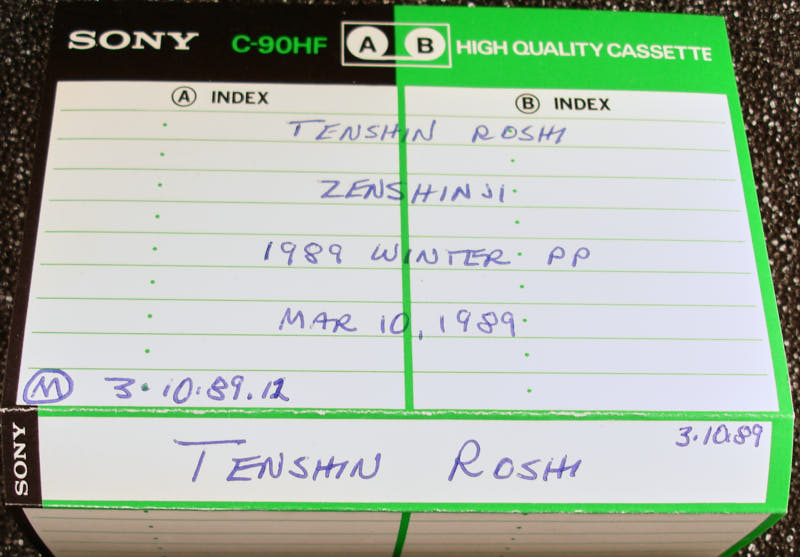 SONY C-90HF A B HIGH QUALITY CASSETTE
A INDEX B INDEX
TENSHIN ROSHI
ZENSHINJI
1989 WINTER PP
MAR 10, 1989
M 3·10·89.12
SONY
TENSHIN ROSHI
3·10·89